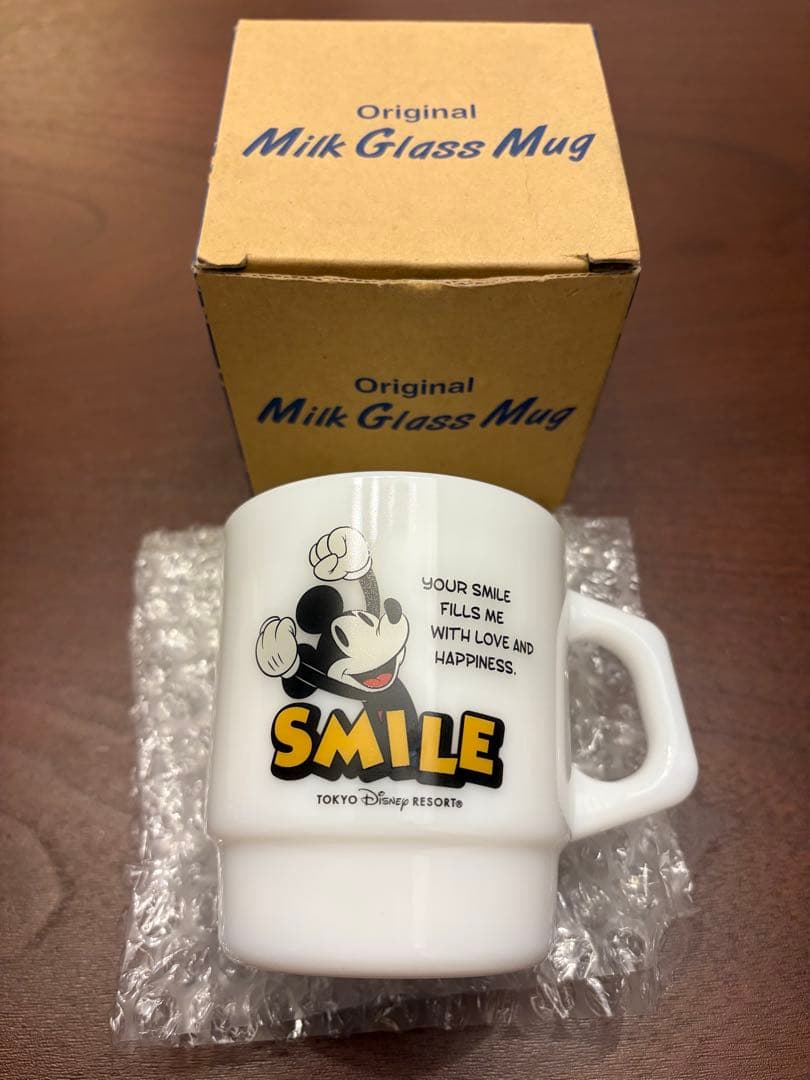 Original
Milk Glass Mug
Original
Milk Glass Mug
YOUR SMILE
FILLS ME
WITH LOVE AND
HAPPINESS.
SMILE
TOKYO Disney RESORT®